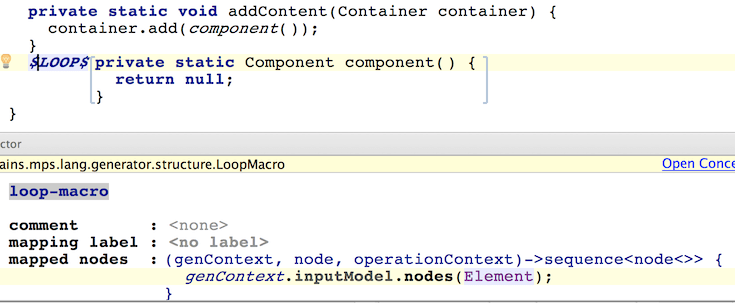 private static void addContent(Container container) {
container.add(component());
}
$LOOP$ private static Component component() {
return null;
}
}
ctor
ains.mps.lang.generator.structure.LoopMacro Open Conce
loop-macro
comment : <none>
mapping label : <no label>
mapped nodes : (genContext, node, operationContext)->sequence<node<>> {
genContext.inputModel.nodes(Element);
}